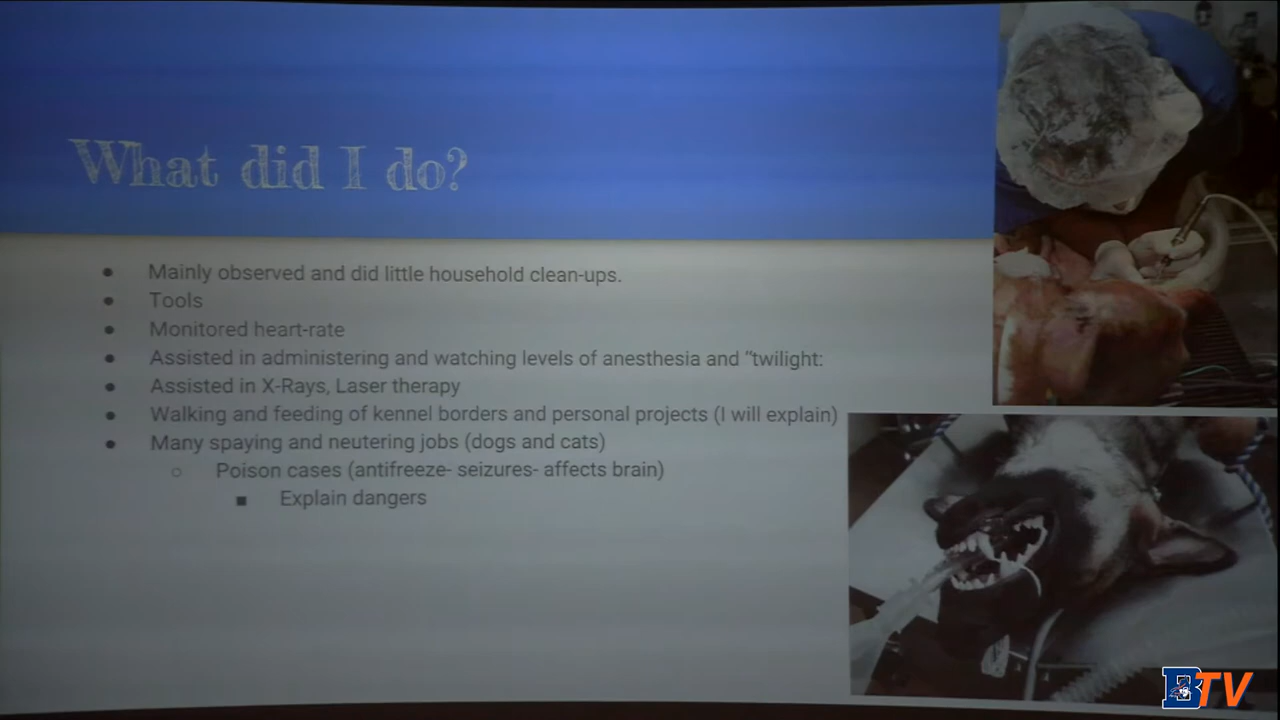 What did I do?
Mainly observed and did little household clean-ups.
Tools
Monitored heart-rate
Assisted in administering and watching levels of anesthesia and “twilight:
Assisted in X-Rays, Laser therapy
Walking and feeding of kennel borders and personal projects (I will explain)
Many spaying and neutering jobs (dogs and cats)
Poison cases (antifreeze- seizures- affects brain)
Explain dangers
BTV